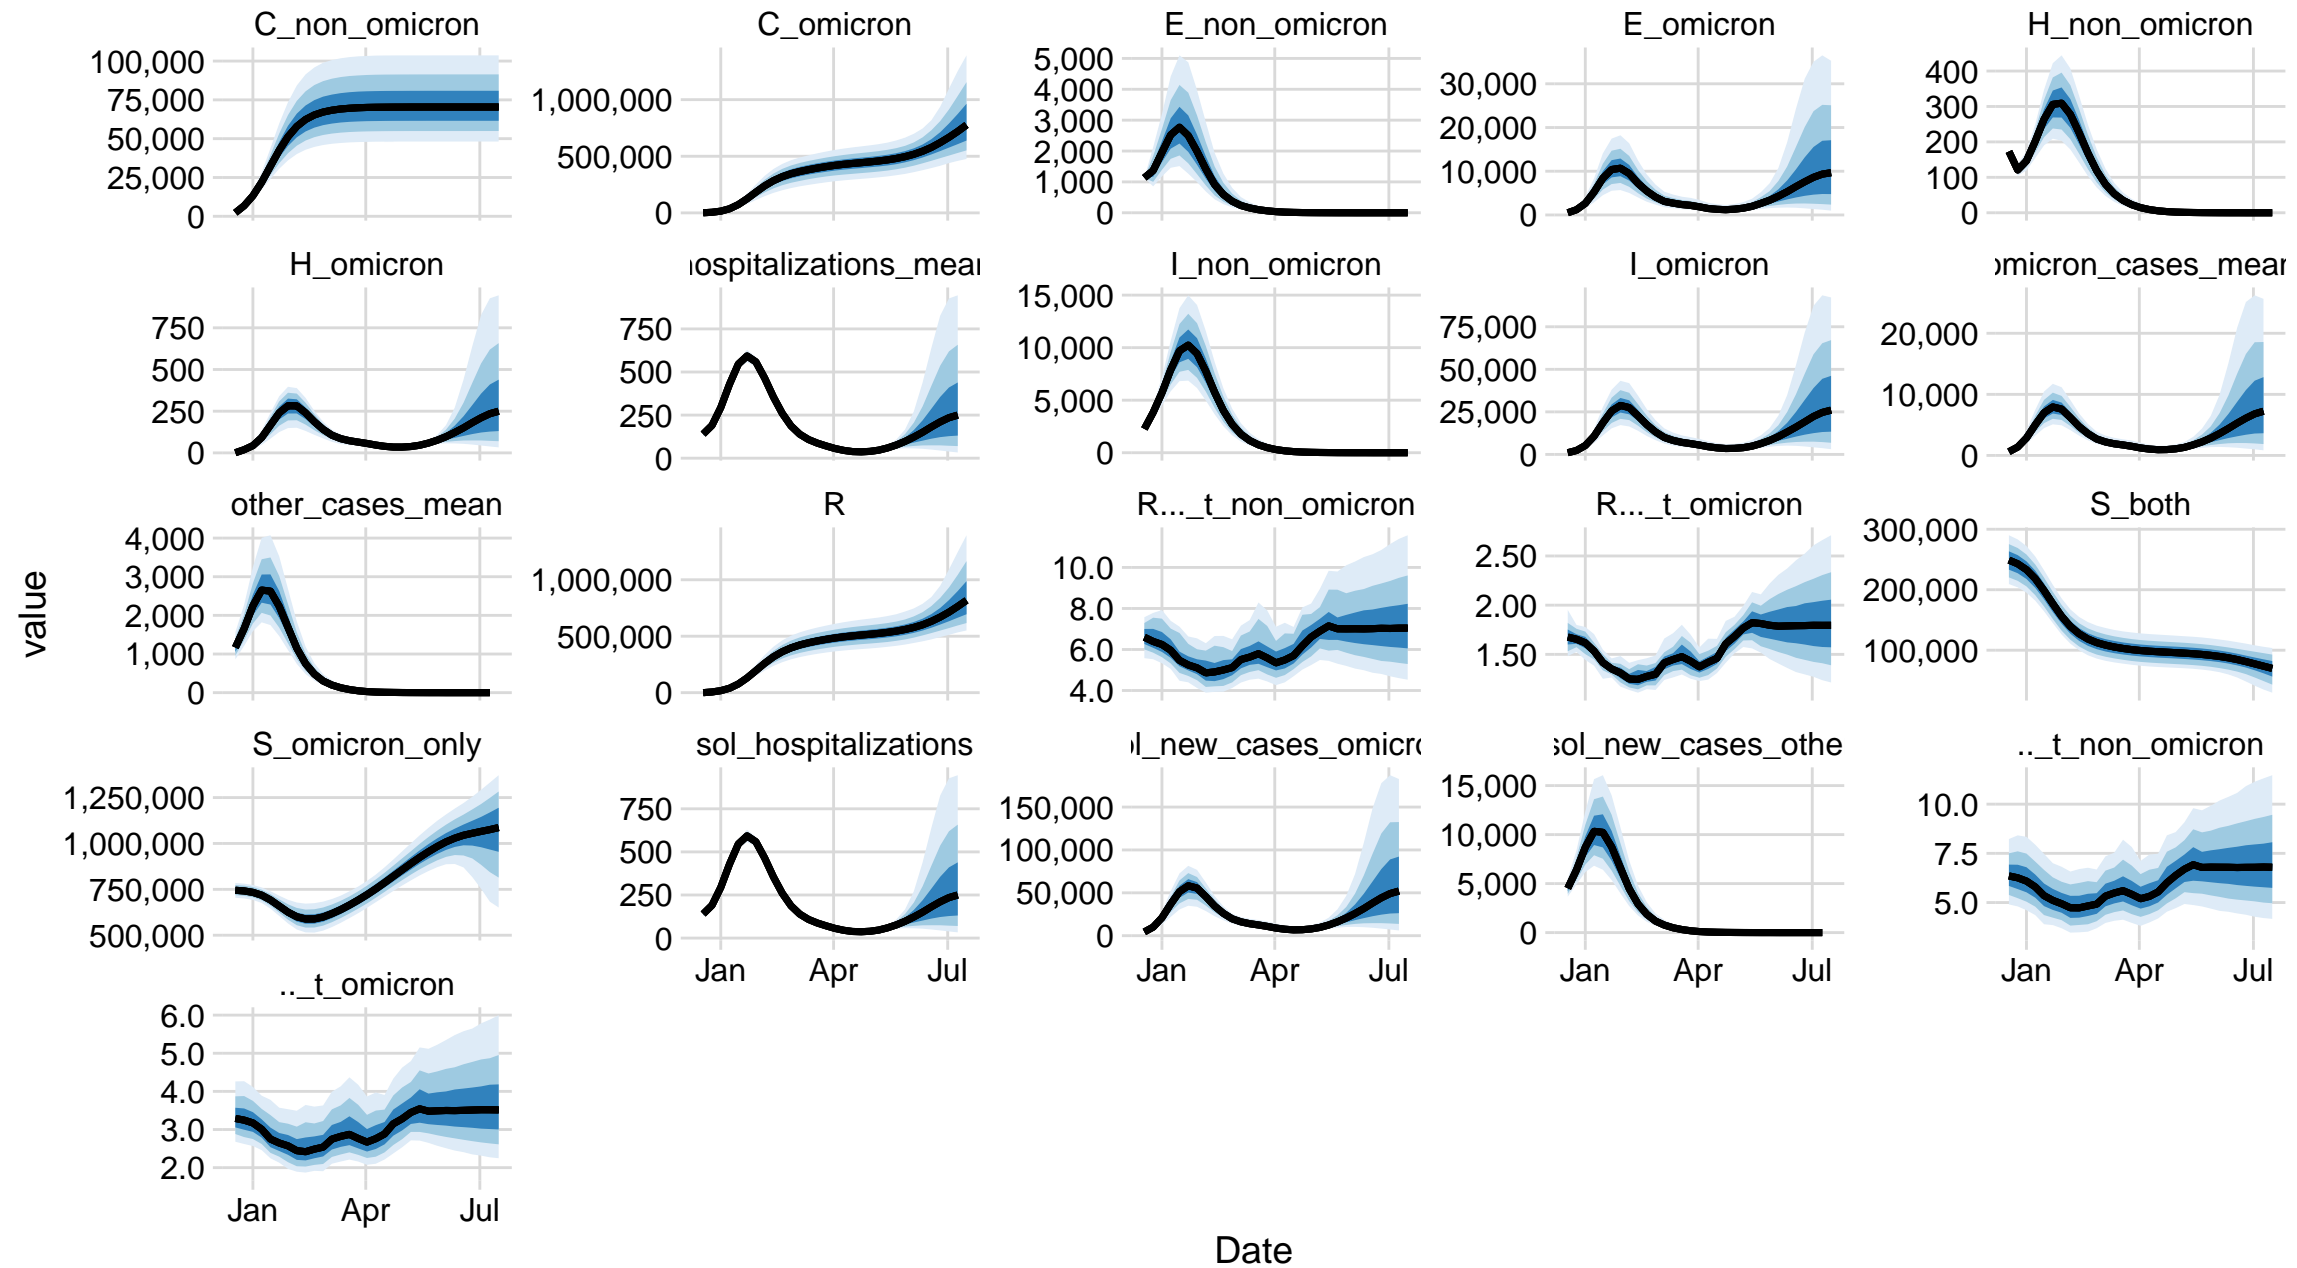 C_non_omicron C_omicron E_non_omicron E_omicron H_non_omicron
100,000 75,000 50,000 25,000 0
1,000,000 500,000 0
5,000 4,000 3,000 2,000 1,000 0
30,000 20,000 10,000 0
400 300 200 100 0
H_omicron hospitalizations_mean I_non_omicron I_omicron omicron_cases_mean
750 500 250 0
750 500 250 0
15,000 10,000 5,000 0
75,000 50,000 25,000 0
20,000 10,000 0
other_cases_mean R R..._t_non_omicron R..._t_omicron S_both
4,000 3,000 2,000 1,000 0
1,000,000 500,000 0
10.0 8.0 6.0 4.0
2.50 2.00 1.50
300,000 200,000 100,000
value
S_omicron_only sol_hospitalizations ol_new_cases_omicro sol_new_cases_othe .._t_non_omicron
1,250,000 1,000,000 750,000 500,000
750 500 250 0
150,000 100,000 50,000 0
15,000 10,000 5,000 0
10.0 7.5 5.0
Jan Apr Jul Jan Apr Jul Jan Apr Jul Jan Apr Jul
.._t_omicron
6.0 5.0 4.0 3.0 2.0
Jan Apr Jul
Date